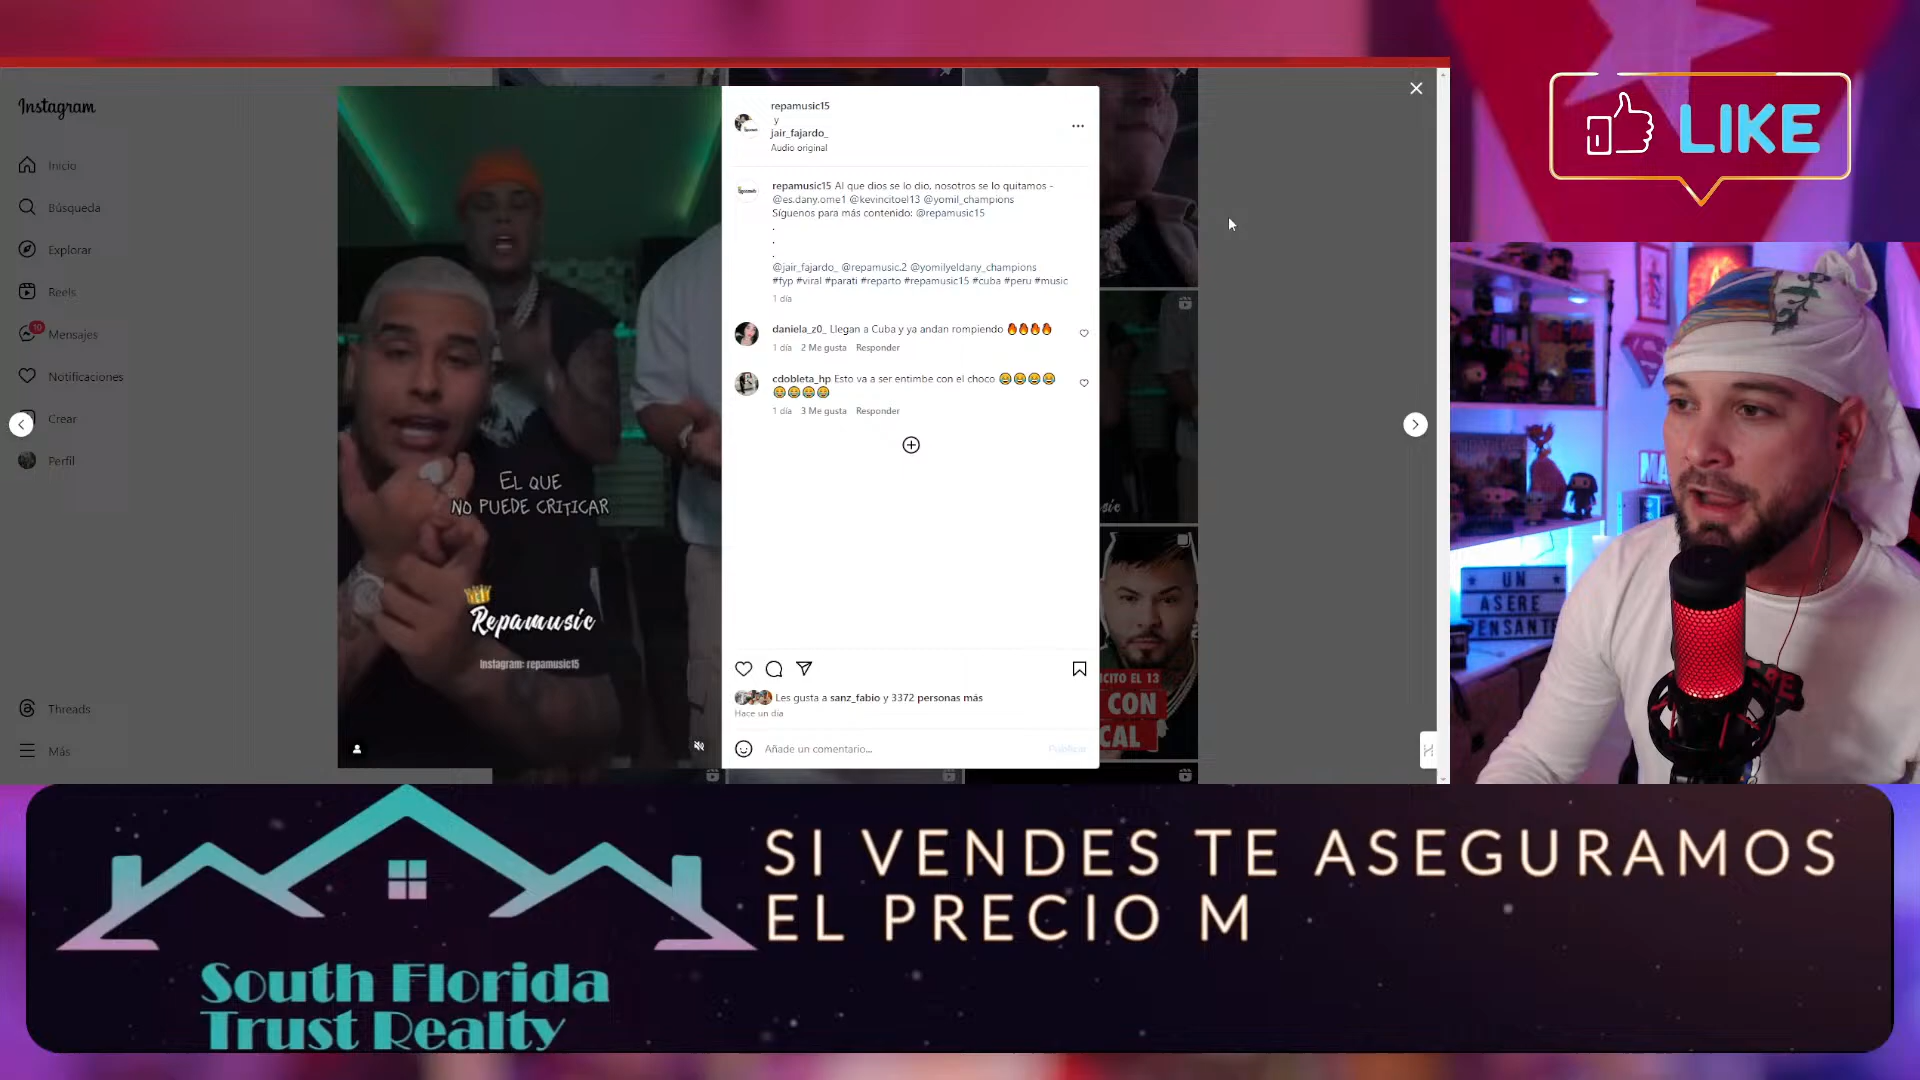 Instagram
Inicio
Búsqueda
Explorar
Reels
10
Mensajes
Notificaciones
Crear
Perfil
Threads
Más
EL QUE
NO PUEDE CRITICAR
Repamusic
Instagram: repamusic15
repamusic15
y
jair_fajardo_
Audio original
repamusic15 Al que dios se lo dio, nosotros se lo quitamos -
@es.dany.ome1 @kevincitoel13 @yomil_champions
Síguenos para más contenido: @repamusic15
.
.
.
@jair_fajardo_ @repamusic.2 @yomilyeldany_champions
#fyp #viral #parati #reparto #repamusic15 #cuba #peru #music
1 día
daniela_z0_ Llegan a Cuba y ya andan rompiendo 🔥🔥🔥🔥
1 día 2 Me gusta Responder
cdobleta_hp Esto va a ser entimbe con el choco 😂😂😂😂
😂😂😂😂
1 día 3 Me gusta Responder
Les gusta a sanz_fabio y 3372 personas más
Hace un día
Añade un comentario...
Publicar
CITO EL 13
CON
CAL
LIKE
UN
ASERE
PENSANTE
South Florida
Trust Realty
SI VENDES TE ASEGURAMOS
EL PRECIO M